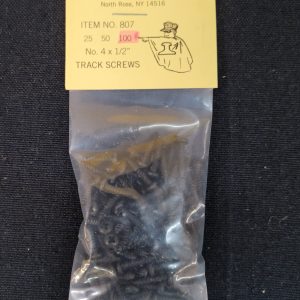 North Rose, NY 14516
ITEM NO. 807
25 50 100
No. 4 x 1/2"
TRACK SCREWS